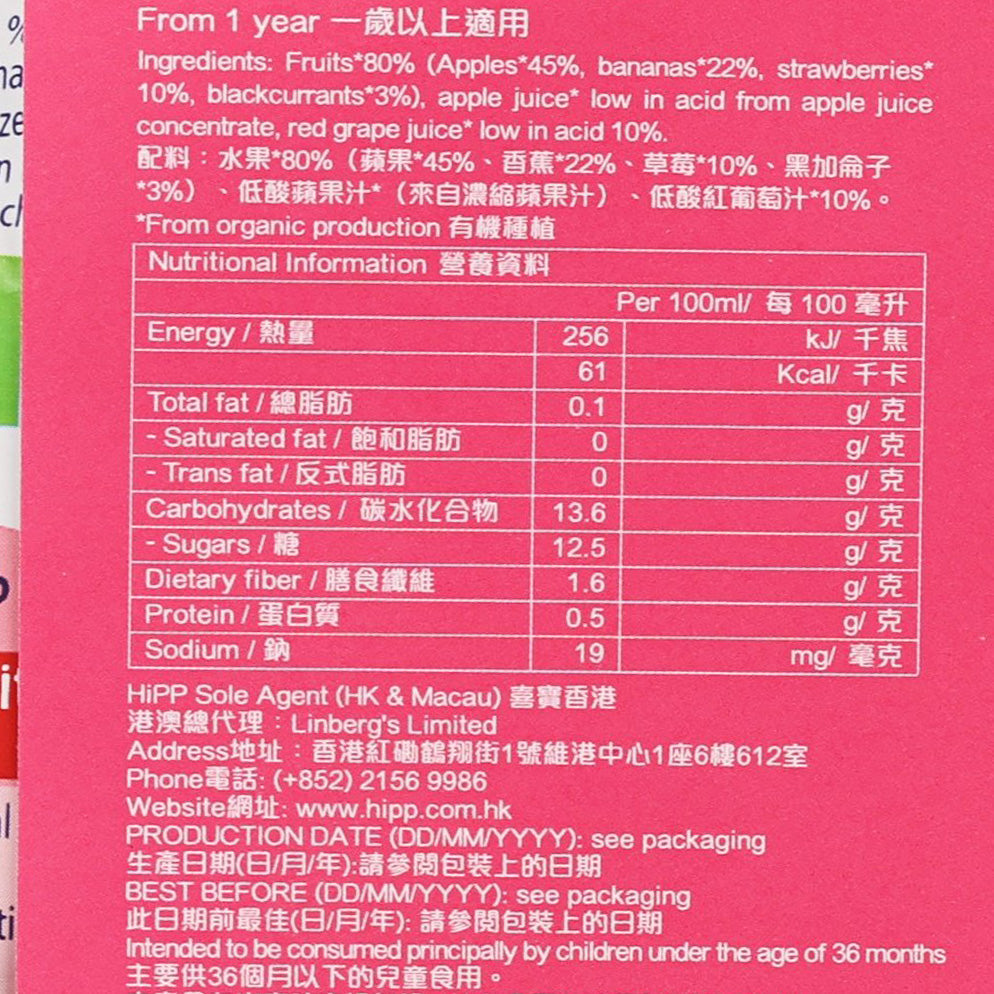 From 1 year 一歲以上適用
Ingredients: Fruits*80% (Apples*45%, bananas*22%, strawberries*
10%, blackcurrants*3%), apple juice* low in acid from apple juice
concentrate, red grape juice* low in acid 10%.
配料：水果*80%（蘋果*45%、香蕉*22%、草莓*10%、黑加侖子
*3%）、低酸蘋果汁*（來自濃縮蘋果汁）、低酸紅葡萄汁*10%。
*From organic production 有機種植
Nutritional Information 營養資料
Per 100ml/ 每 100 毫升
Energy / 熱量 256 kJ/ 千焦
61 Kcal/ 千卡
Total fat / 總脂肪 0.1 g/ 克
- Saturated fat / 飽和脂肪 0 g/ 克
- Trans fat / 反式脂肪 0 g/ 克
Carbohydrates / 碳水化合物 13.6 g/ 克
- Sugars / 糖 12.5 g/ 克
Dietary fiber / 膳食纖維 1.6 g/ 克
Protein / 蛋白質 0.5 g/ 克
Sodium / 鈉 19 mg/ 毫克
HiPP Sole Agent (HK & Macau) 喜寶香港
港澳總代理：Linberg's Limited
Address地址：香港紅磡鶴翔街1號維港中心1座6樓612室
Phone電話: (+852) 2156 9986
Website網址: www.hipp.com.hk
PRODUCTION DATE (DD/MM/YYYY): see packaging
生產日期(日/月/年):請參閱包裝上的日期
BEST BEFORE (DD/MM/YYYY): see packaging
此日期前最佳(日/月/年): 請參閱包裝上的日期
Intended to be consumed principally by children under the age of 36 months
主要供36個月以下的兒童食用。